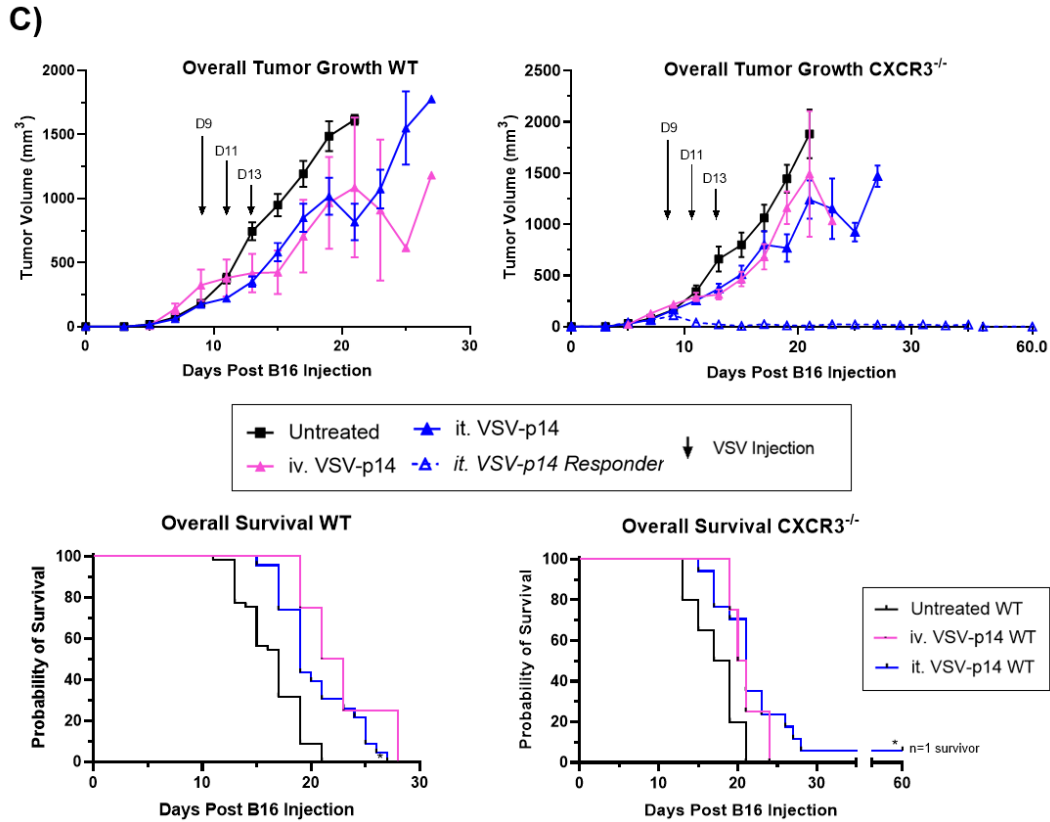 C)
Overall Tumor Growth WT
Tumor Volume (mm3)
2000
1500
1000
500
0
D9
D11
D13
0 10 20 30
Days Post B16 Injection
Overall Tumor Growth CXCR3-/-
Tumor Volume (mm3)
2500
2000
1500
1000
500
0
D9
D11
D13
0 10 20 30 60.0
Days Post B16 Injection
Untreated
it. VSV-p14
VSV Injection
iv. VSV-p14
it. VSV-p14 Responder
Overall Survival WT
Probability of Survival
100
80
60
40
20
0
*
0 10 20 30
Days Post B16 Injection
Overall Survival CXCR3-/-
Probability of Survival
100
80
60
40
20
0
* n=1 survivor
0 10 20 30 60
Days Post B16 Injection
Untreated WT
iv. VSV-p14 WT
it. VSV-p14 WT